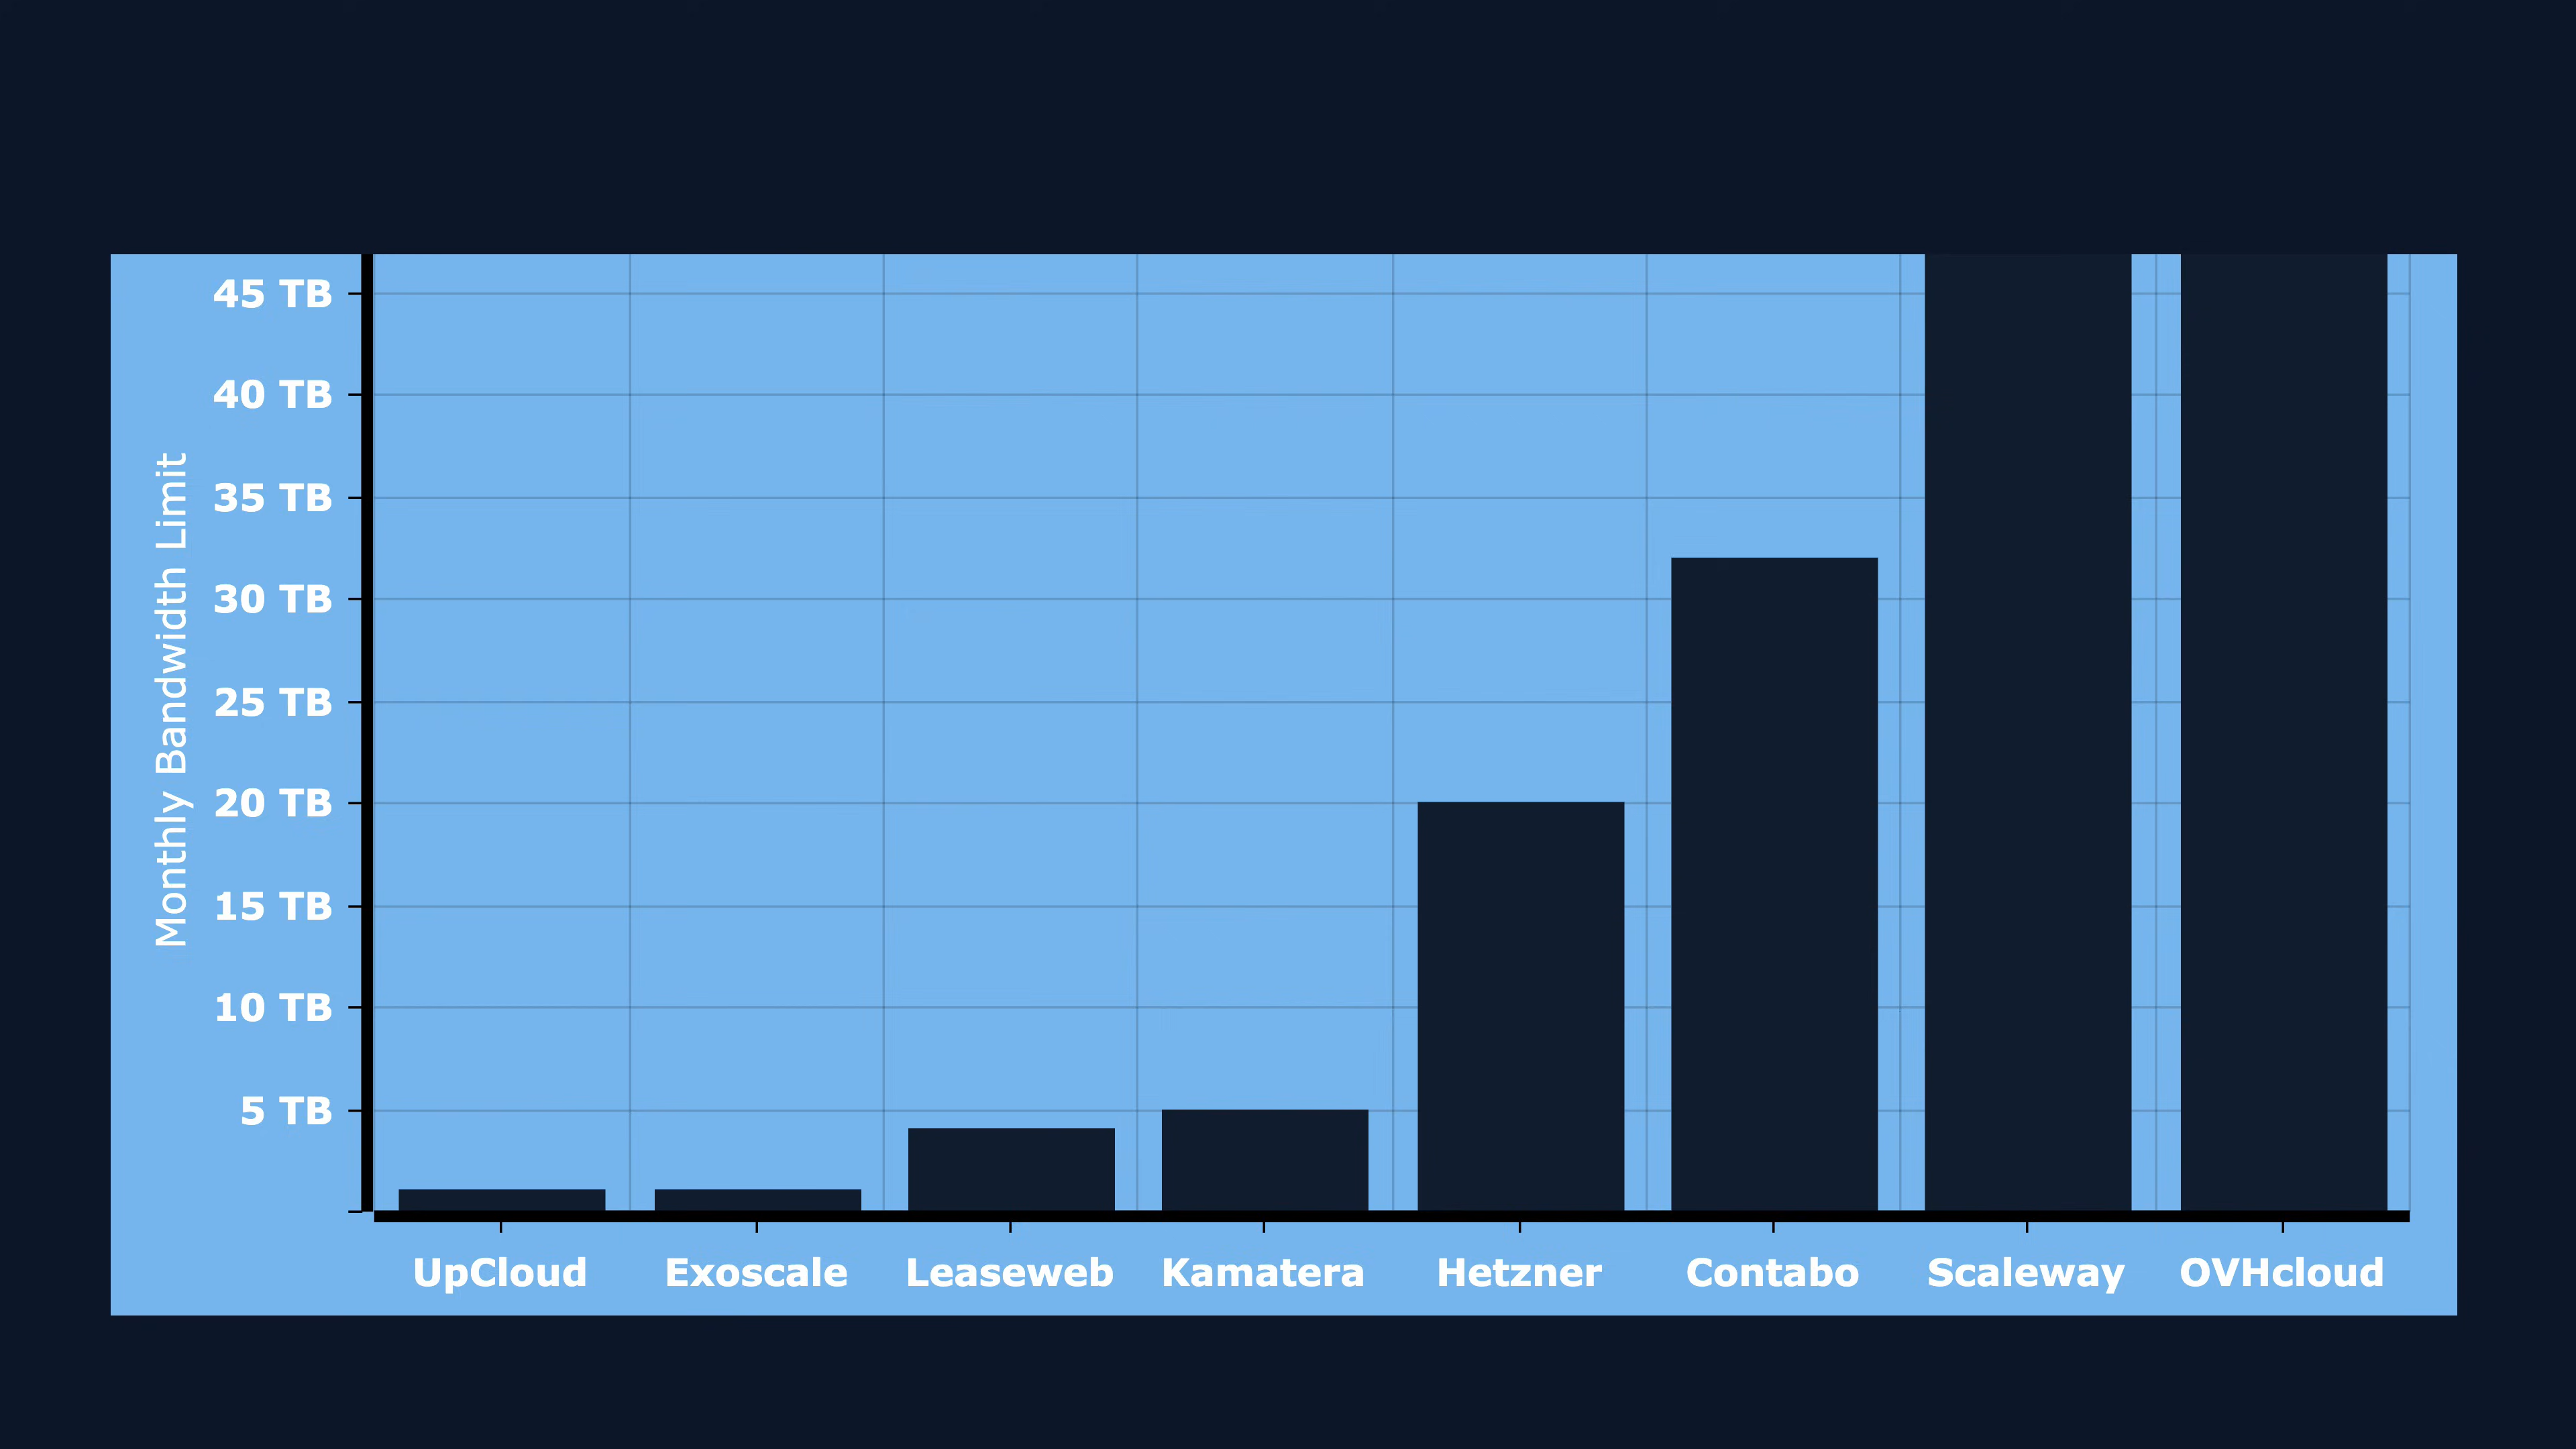 Monthly Bandwidth Limit
45 TB
40 TB
35 TB
30 TB
25 TB
20 TB
15 TB
10 TB
5 TB
UpCloud
Exoscale
Leaseweb
Kamatera
Hetzner
Contabo
Scaleway
OVHcloud